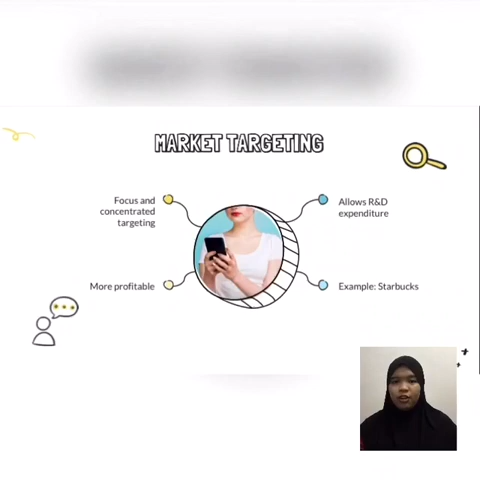 MARKET TARGETING
Focus and
concentrated
targeting
Allows R&D
expenditure
More profitable
Example: Starbucks